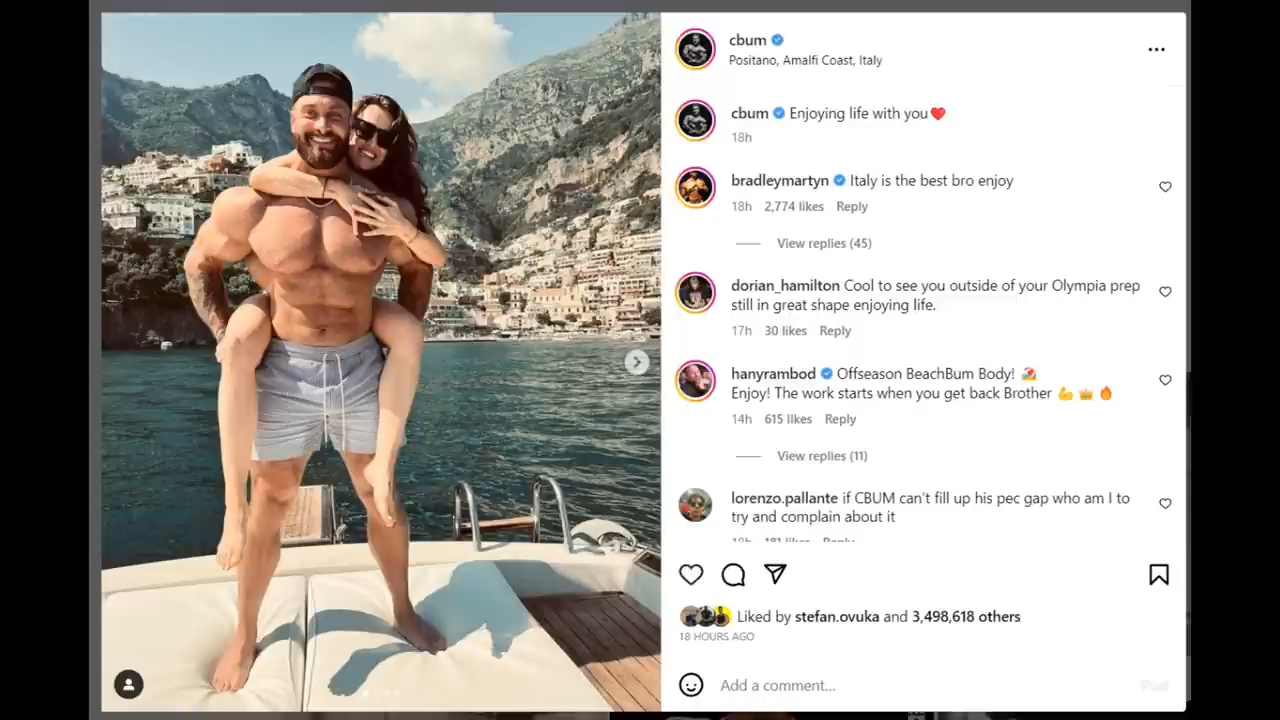 cbum
Positano, Amalfi Coast, Italy
cbum Enjoying life with you❤️
18h
bradleymartyn Italy is the best bro enjoy
18h 2,774 likes Reply
View replies (45)
dorian_hamilton Cool to see you outside of your Olympia prep
still in great shape enjoying life.
17h 30 likes Reply
hanyrambod Offseason BeachBum Body! 🏖️
Enjoy! The work starts when you get back Brother 💪 👑 🔥
14h 615 likes Reply
View replies (11)
lorenzo.pallante if CBUM can't fill up his pec gap who am I to
try and complain about it
18h 181 likes Reply
Liked by stefan.ovuka and 3,498,618 others
18 HOURS AGO
Add a comment...
Post